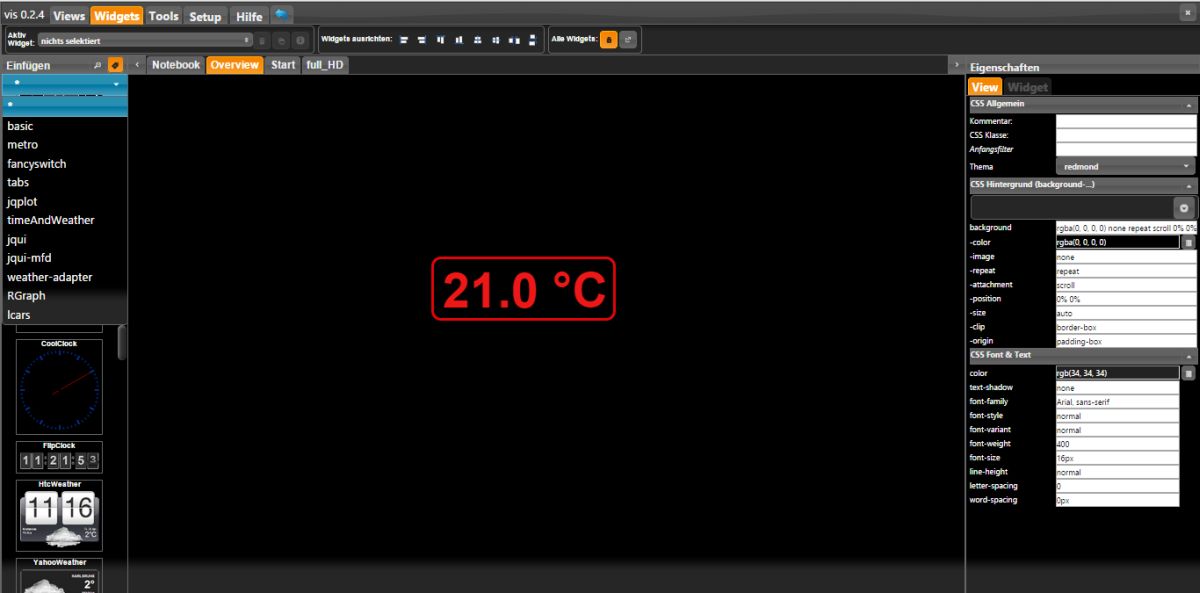 vis 0.2.4 Views Widgets Tools Setup Hilfe
Aktiv Widget: nichts selektiert Widgets ausrichten: Alle Widgets:
Einfügen Notebook Overview Start full_HD Eigenschaften
View Widget
*
*
basic
metro
fancyswitch
tabs
jqplot
timeAndWeather
jqui
jqui-mfd
weather-adapter
RGraph
lcars
CoolClock
FlipClock
11:21:53
HtcWeather
11 16
2°C
YahooWeather
KARLSRUHE
2°
21.0 °C
CSS Allgemein
Kommentar:
CSS Klasse:
Anfangsfilter
Thema redmond
CSS Hintergrund (background-...)
background rgba(0, 0, 0, 0) none repeat scroll 0% 0%
-color rgba(0, 0, 0, 0)
-image none
-repeat repeat
-attachment scroll
-position 0% 0%
-size auto
-clip border-box
-origin padding-box
CSS Font & Text
color rgb(34, 34, 34)
text-shadow none
font-family Arial, sans-serif
font-style normal
font-variant normal
font-weight 400
font-size 16px
line-height normal
letter-spacing 0
word-spacing 0px